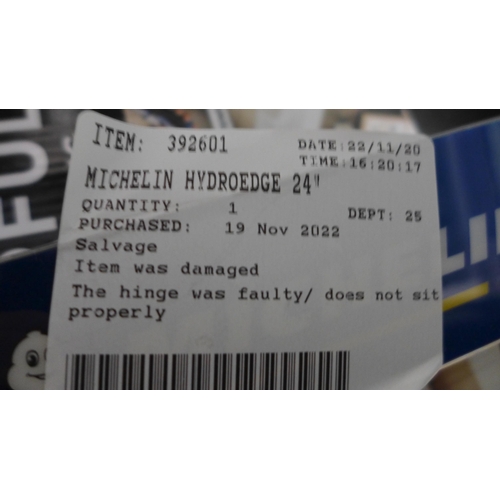 FUL
ITEM: 392601
DATE:22/11/20
TIME:16:20:17
MICHELIN HYDROEDGE 24"
QUANTITY: 1
DEPT: 25
PURCHASED: 19 Nov 2022
Salvage
Item was damaged
The hinge was faulty/ does not sit
properly